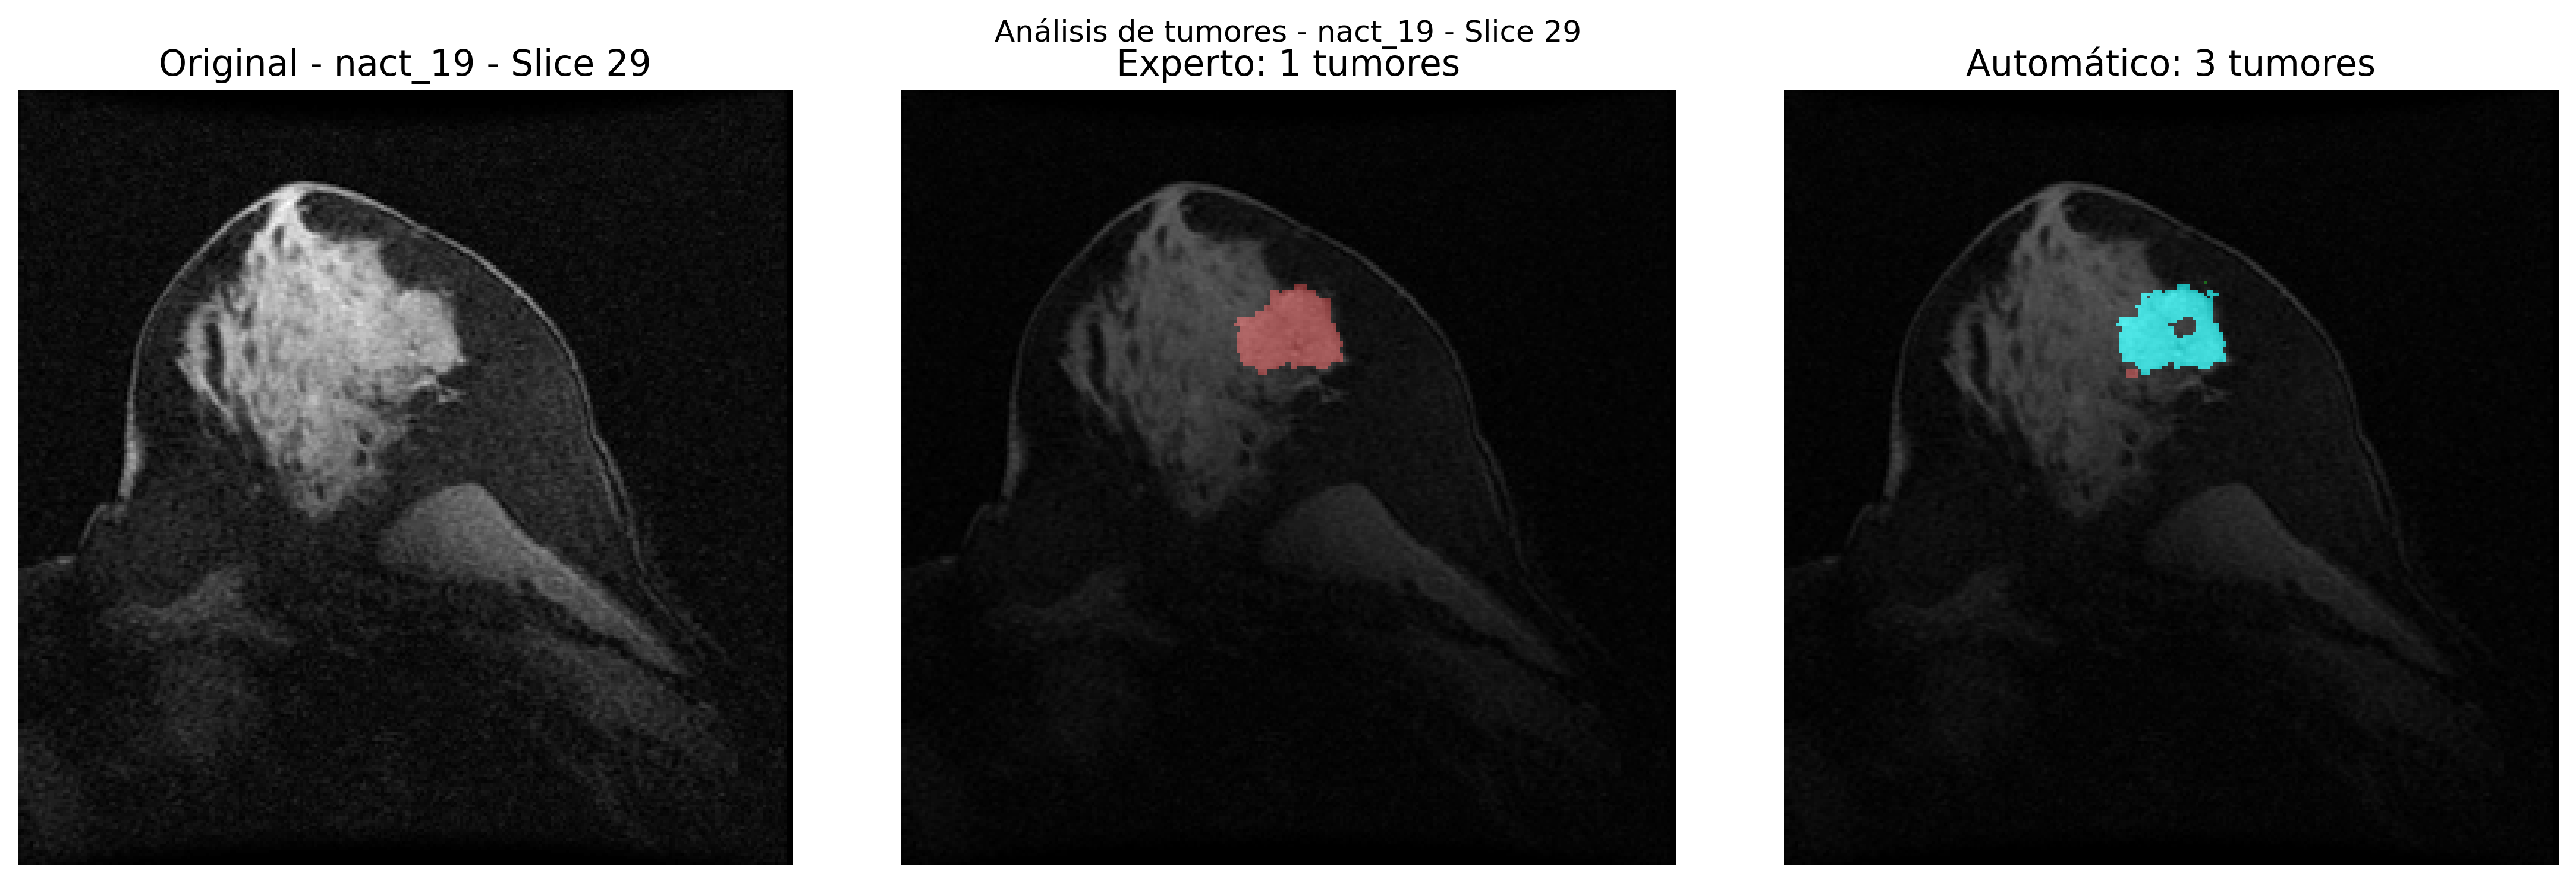 Análisis de tumores - nact_19 - Slice 29
Original - nact_19 - Slice 29
Experto: 1 tumores
Automático: 3 tumores